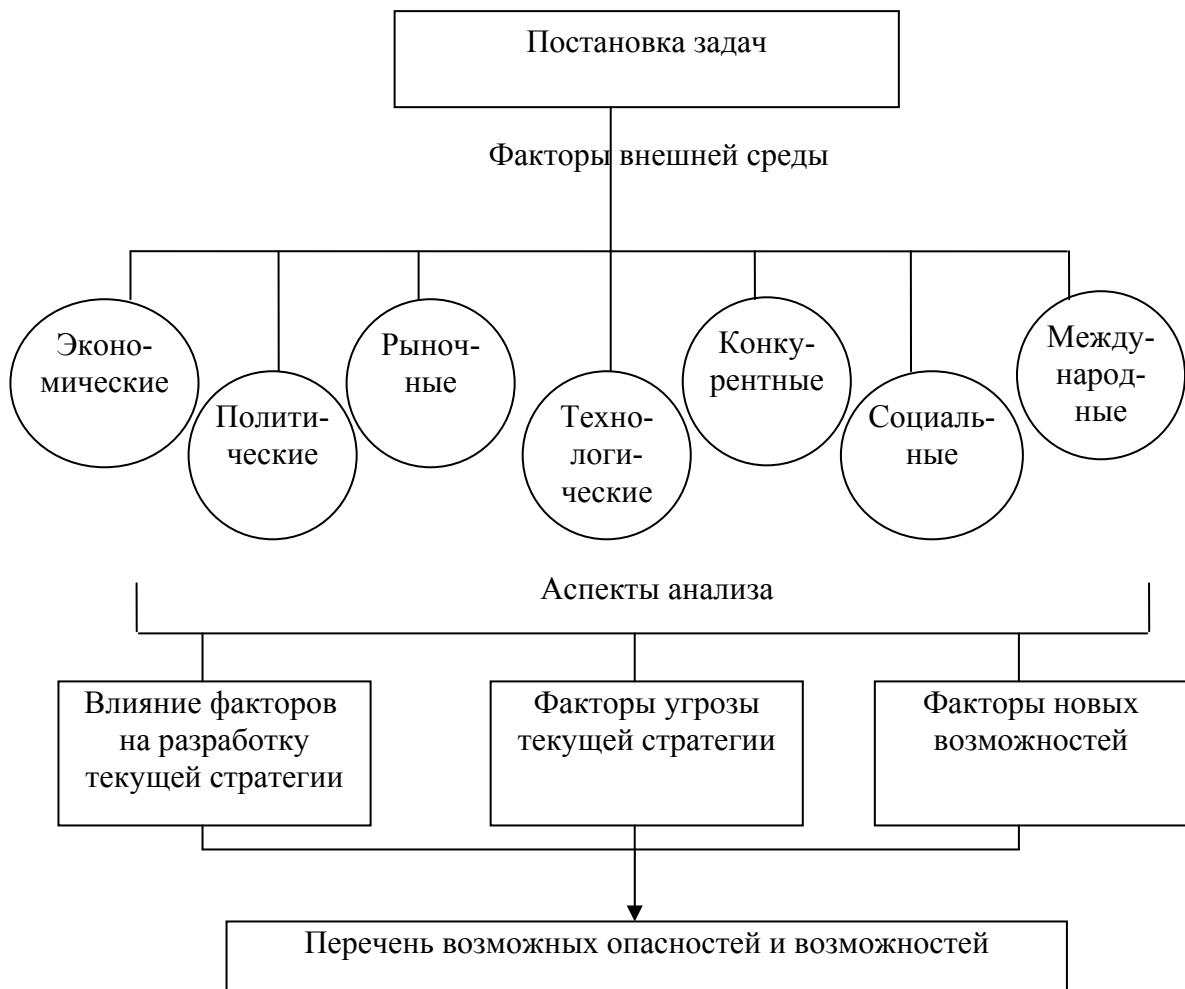 Постановка задач
Факторы внешней среды
Эконо-
мические
Полити-
ческие
Рыноч-
ные
Техно-
логи-
ческие
Конку-
рентные
Социаль-
ные
Между-
народ-
ные
Аспекты анализа
Влияние факторов
на разработку
текущей стратегии
Факторы угрозы
текущей стратегии
Факторы новых
возможностей
Перечень возможных опасностей и возможностей